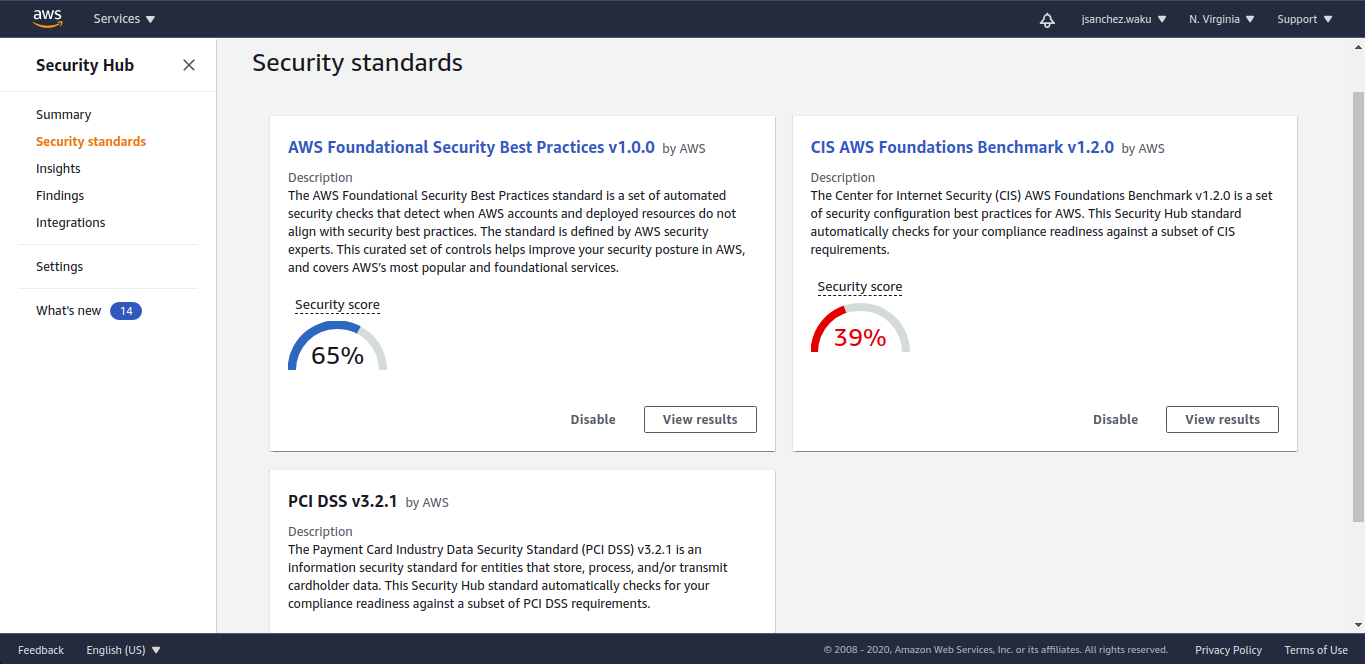 aws
Services
jsanchez.waku
N. Virginia
Support
Security Hub
Summary
Security standards
Insights
Findings
Integrations
Settings
What's new 14
Security standards
AWS Foundational Security Best Practices v1.0.0 by AWS
Description
The AWS Foundational Security Best Practices standard is a set of automated
security checks that detect when AWS accounts and deployed resources do not
align with security best practices. The standard is defined by AWS security
experts. This curated set of controls helps improve your security posture in AWS,
and covers AWS's most popular and foundational services.
Security score
65%
Disable
View results
CIS AWS Foundations Benchmark v1.2.0 by AWS
Description
The Center for Internet Security (CIS) AWS Foundations Benchmark v1.2.0 is a set
of security configuration best practices for AWS. This Security Hub standard
automatically checks for your compliance readiness against a subset of CIS
requirements.
Security score
39%
Disable
View results
PCI DSS v3.2.1 by AWS
Description
The Payment Card Industry Data Security Standard (PCI DSS) v3.2.1 is an
information security standard for entities that store, process, and/or transmit
cardholder data. This Security Hub standard automatically checks for your
compliance readiness against a subset of PCI DSS requirements.
Feedback
English (US)
© 2008 - 2020, Amazon Web Services, Inc. or its affiliates. All rights reserved.
Privacy Policy
Terms of Use